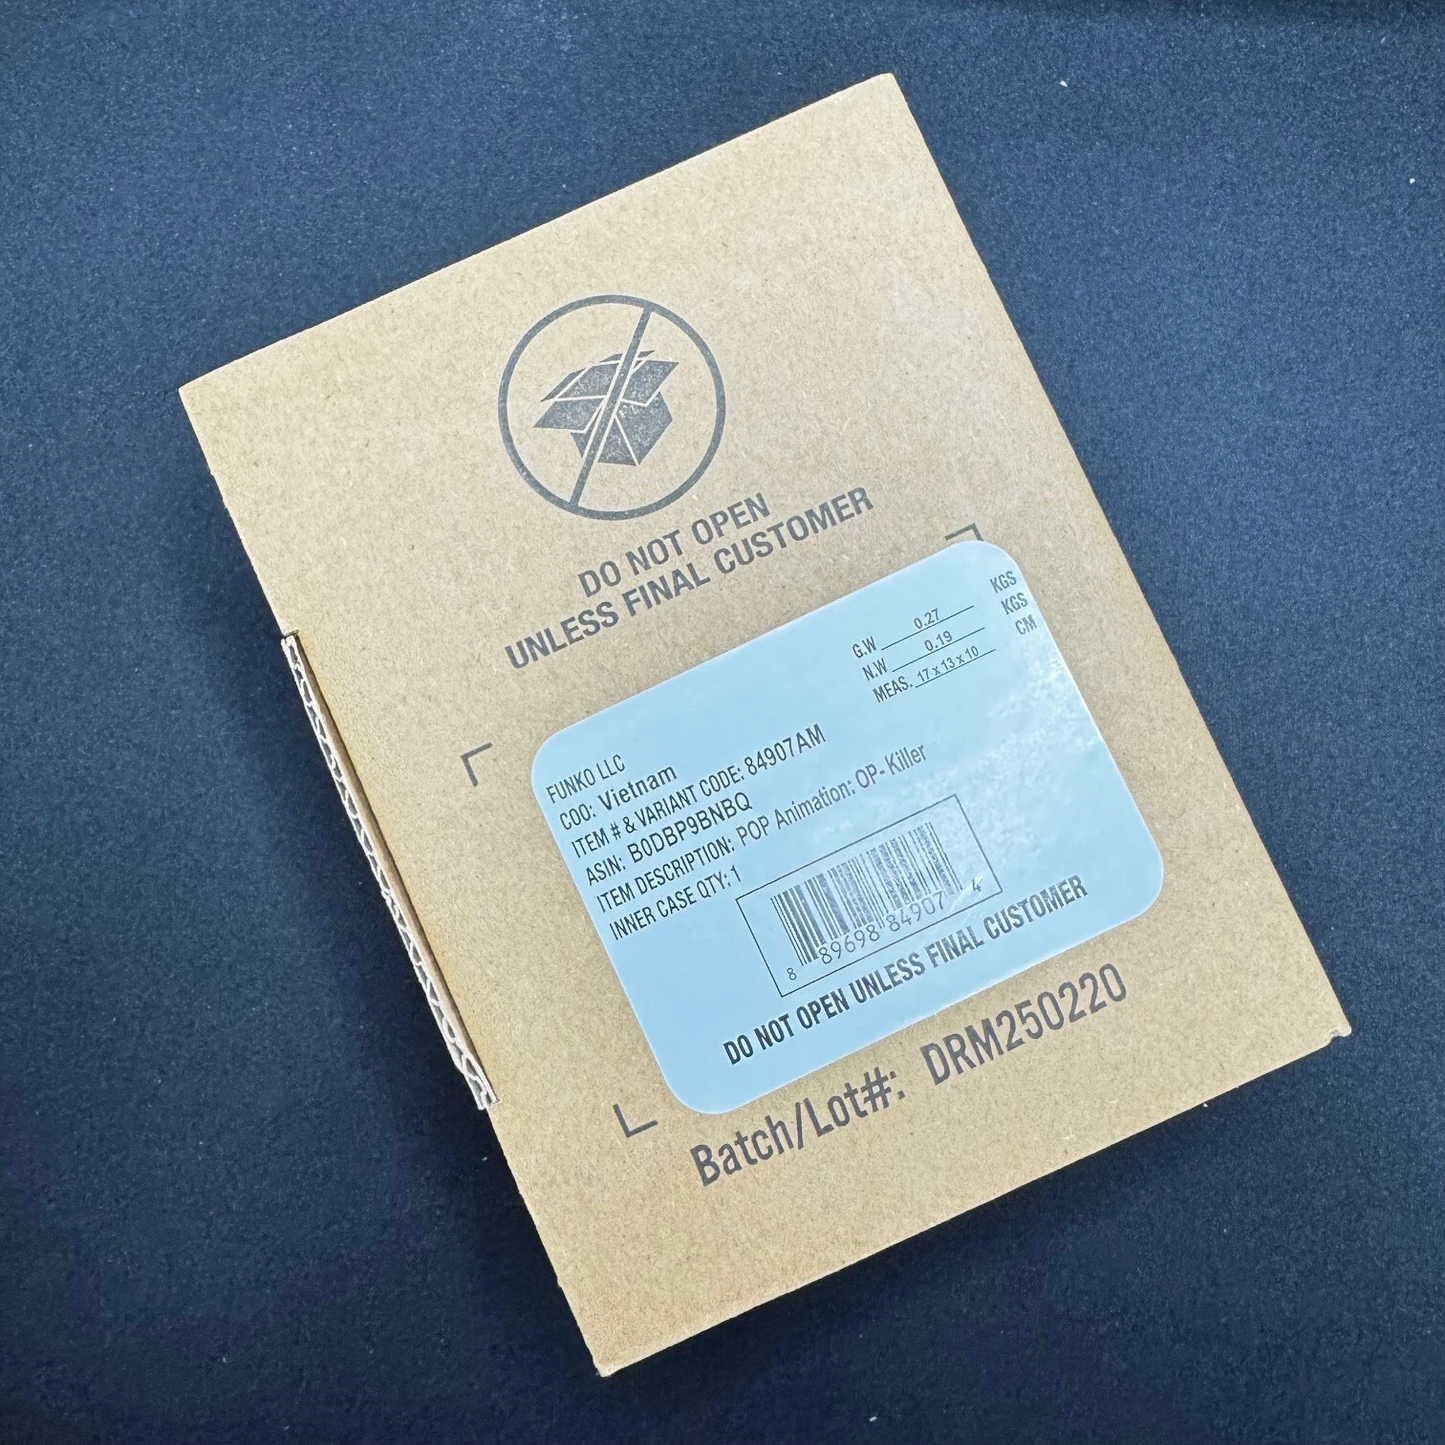 DO NOT OPEN
UNLESS FINAL CUSTOMER
G.W 0.27 KGS
N.W 0.19 KGS
MEAS. 17 x 13 x 10 CM
FUNKO LLC
COO: Vietnam
ITEM # & VARIANT CODE: 84907AM
ASIN: B0DBP9BNBQ
ITEM DESCRIPTION: POP Animation: OP- Killer
INNER CASE QTY: 1
8 89698 84907 4
DO NOT OPEN UNLESS FINAL CUSTOMER
Batch/Lot#: DRM250220